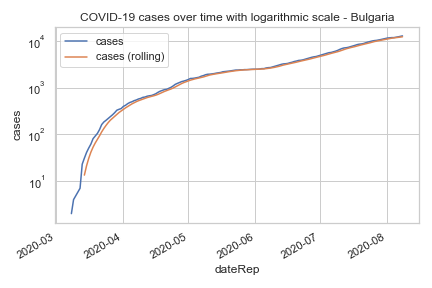 COVID-19 cases over time with logarithmic scale - Bulgaria
cases
cases (rolling)
10⁴
10³
10²
10¹
cases
2020-03
2020-04
2020-05
2020-06
2020-07
2020-08
dateRep